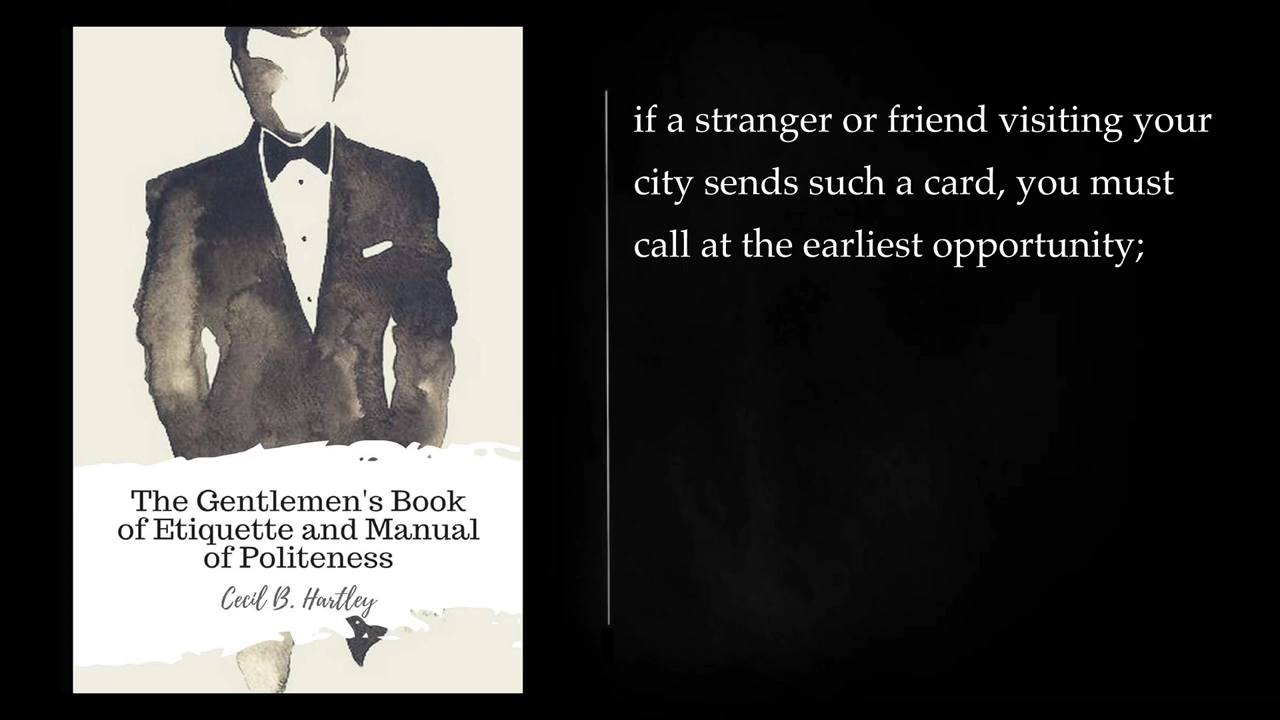 The Gentlemen's Book
of Etiquette and Manual
of Politeness
Cecil B. Hartley
if a stranger or friend visiting your
city sends such a card, you must
call at the earliest opportunity;